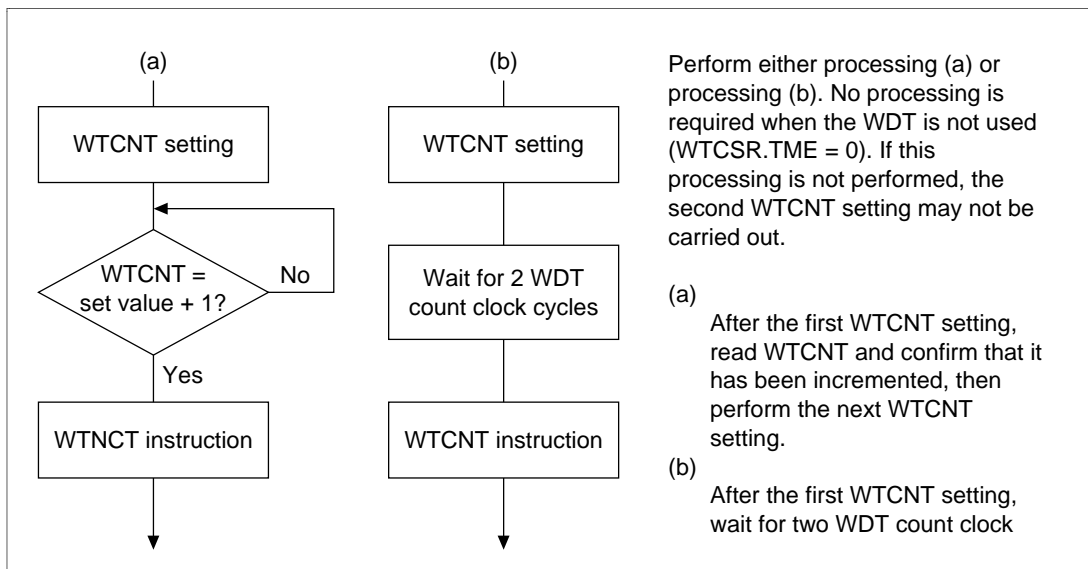 (a)
WTCNT setting
WTCNT =
set value + 1?
No
Yes
WTNCT instruction
(b)
WTCNT setting
Wait for 2 WDT
count clock cycles
WTCNT instruction
Perform either processing (a) or
processing (b). No processing is
required when the WDT is not used
(WTCSR.TME = 0). If this
processing is not performed, the
second WTCNT setting may not be
carried out.
(a)
After the first WTCNT setting,
read WTCNT and confirm that it
has been incremented, then
perform the next WTCNT
setting.
(b)
After the first WTCNT setting,
wait for two WDT count clock